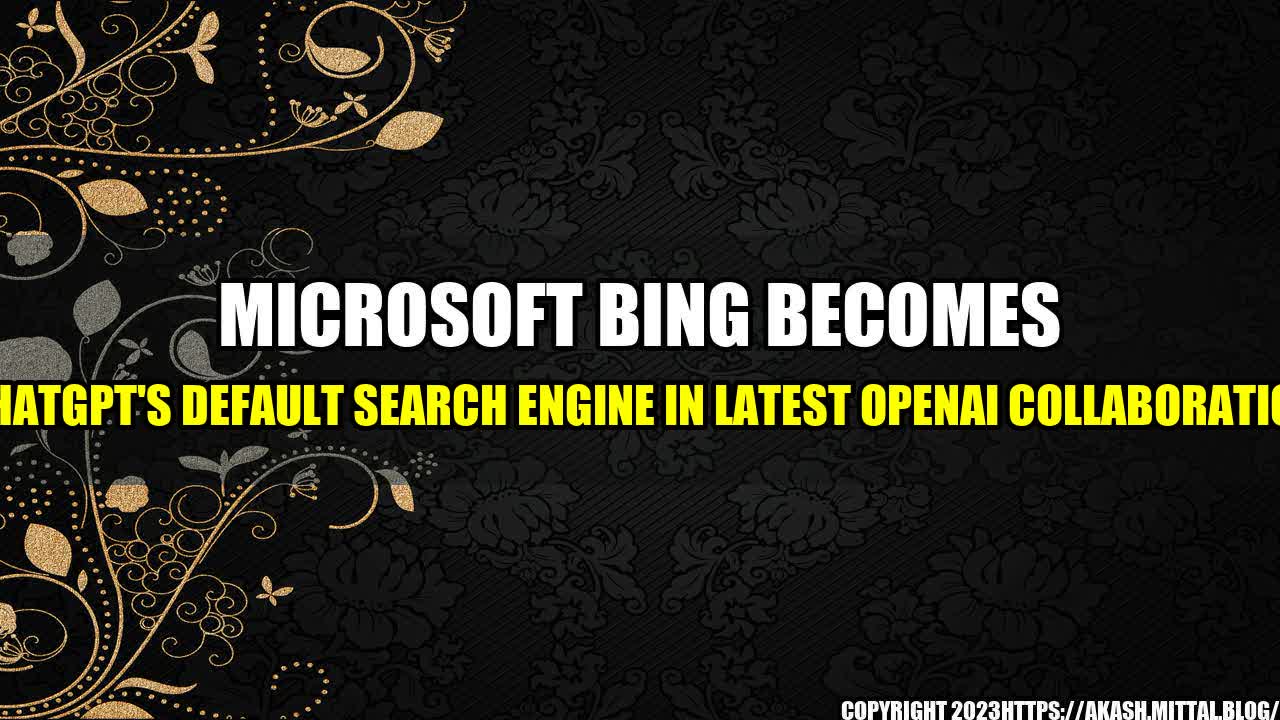 MICROSOFT BING BECOMES
HATGPT'S DEFAULT SEARCH ENGINE IN LATEST OPENAI COLLABORATIO
COPYRIGHT 2023HTTPS://AKASH.MITTAL.BLOG/